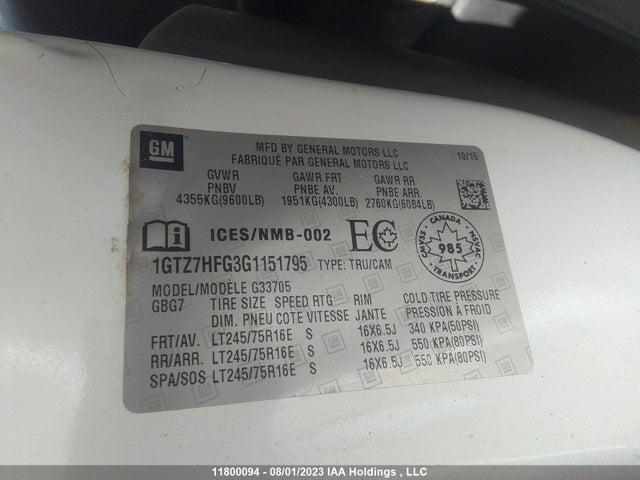 GM
MFD BY GENERAL MOTORS LLC 10/15
FABRIQUÉ PAR GENERAL MOTORS LLC
GVWR GAWR FRT GAWR RR
PNBV PNBE AV. PNBE ARR.
4355KG(9600LB) 1951KG(4300LB) 2760KG(6084LB)
ICES/NMB-002 EC
CANADA
CMVSS 985 NSVAC
TRANSPORT
1GTZ7HFG3G1151795 TYPE: TRU/CAM
MODEL/MODÈLE G33705
GBG7 TIRE SIZE SPEED RTG RIM COLD TIRE PRESSURE
DIM. PNEU COTE VITESSE JANTE PRESSION À FROID
FRT/AV. LT245/75R16E S 16X6.5J 340 KPA(50PSI)
RR/ARR. LT245/75R16E S 16X6.5J 550 KPA(80PSI)
SPA/SOS LT245/75R16E S 16X6.5J 550 KPA(80PSI)
11800094 - 08/01/2023 IAA Holdings , LLC